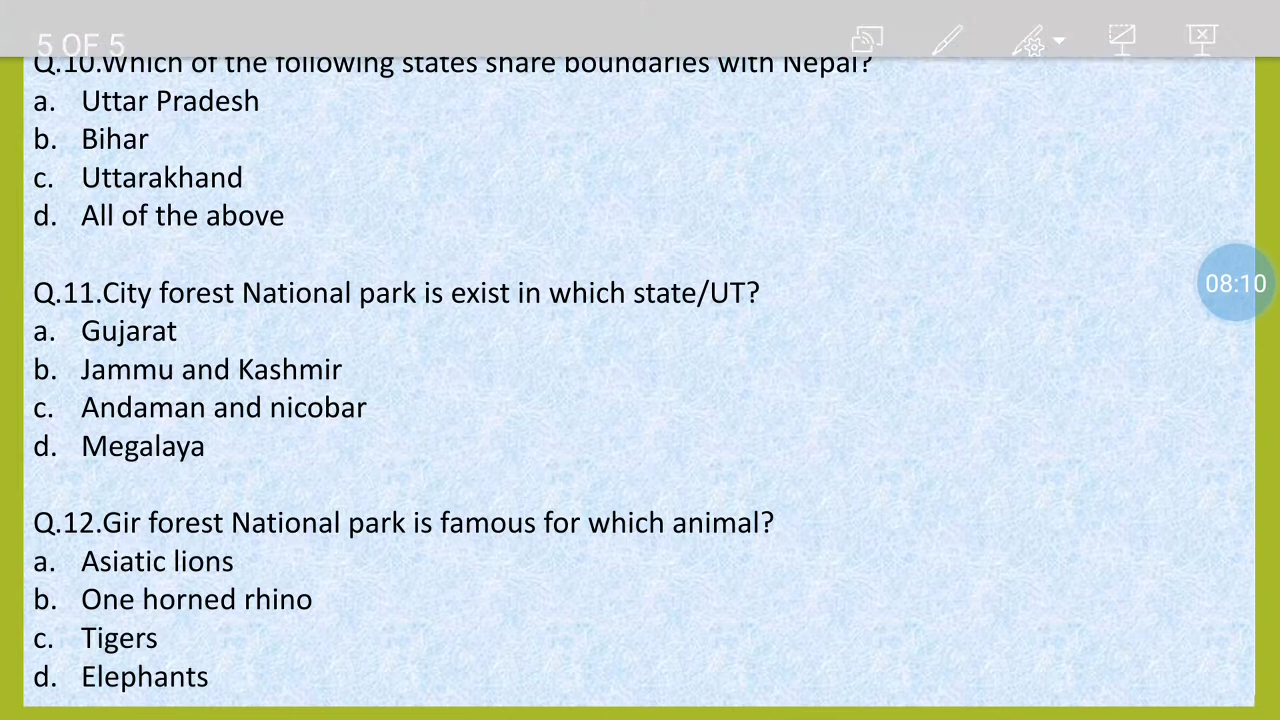 5 OF 5
Q.10.Which of the following states share boundaries with Nepal?
a. Uttar Pradesh
b. Bihar
c. Uttarakhand
d. All of the above
Q.11.City forest National park is exist in which state/UT?
08:10
a. Gujarat
b. Jammu and Kashmir
c. Andaman and nicobar
d. Megalaya
Q.12.Gir forest National park is famous for which animal?
a. Asiatic lions
b. One horned rhino
c. Tigers
d. Elephants